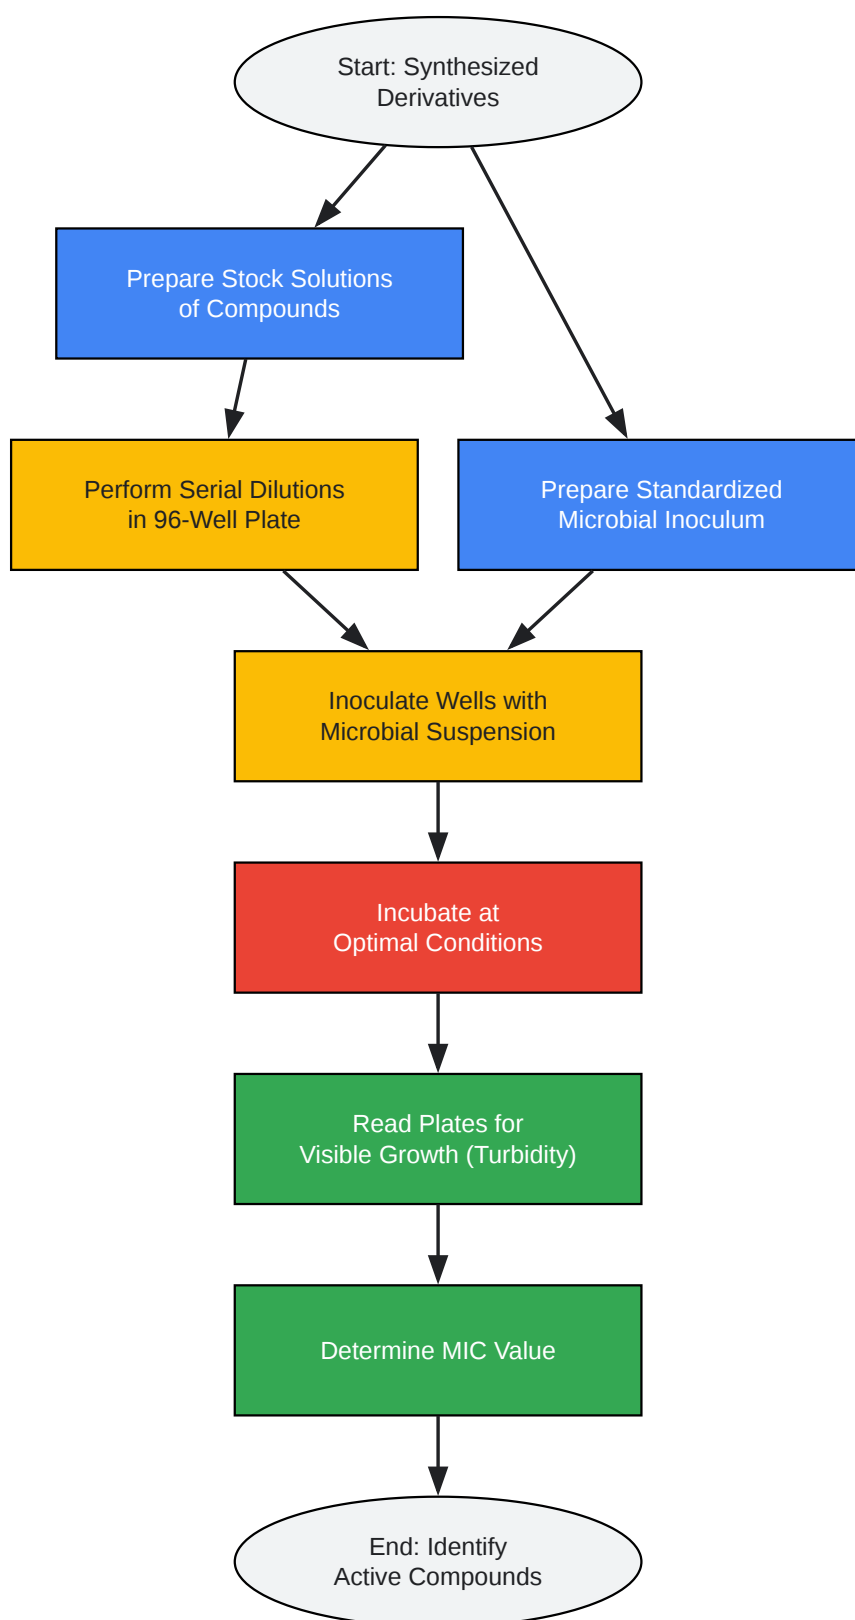 Start: Synthesized
Derivatives
Prepare Stock Solutions
of Compounds
Perform Serial Dilutions
in 96-Well Plate
Prepare Standardized
Microbial Inoculum
Inoculate Wells with
Microbial Suspension
Incubate at
Optimal Conditions
Read Plates for
Visible Growth (Turbidity)
Determine MIC Value
End: Identify
Active Compounds